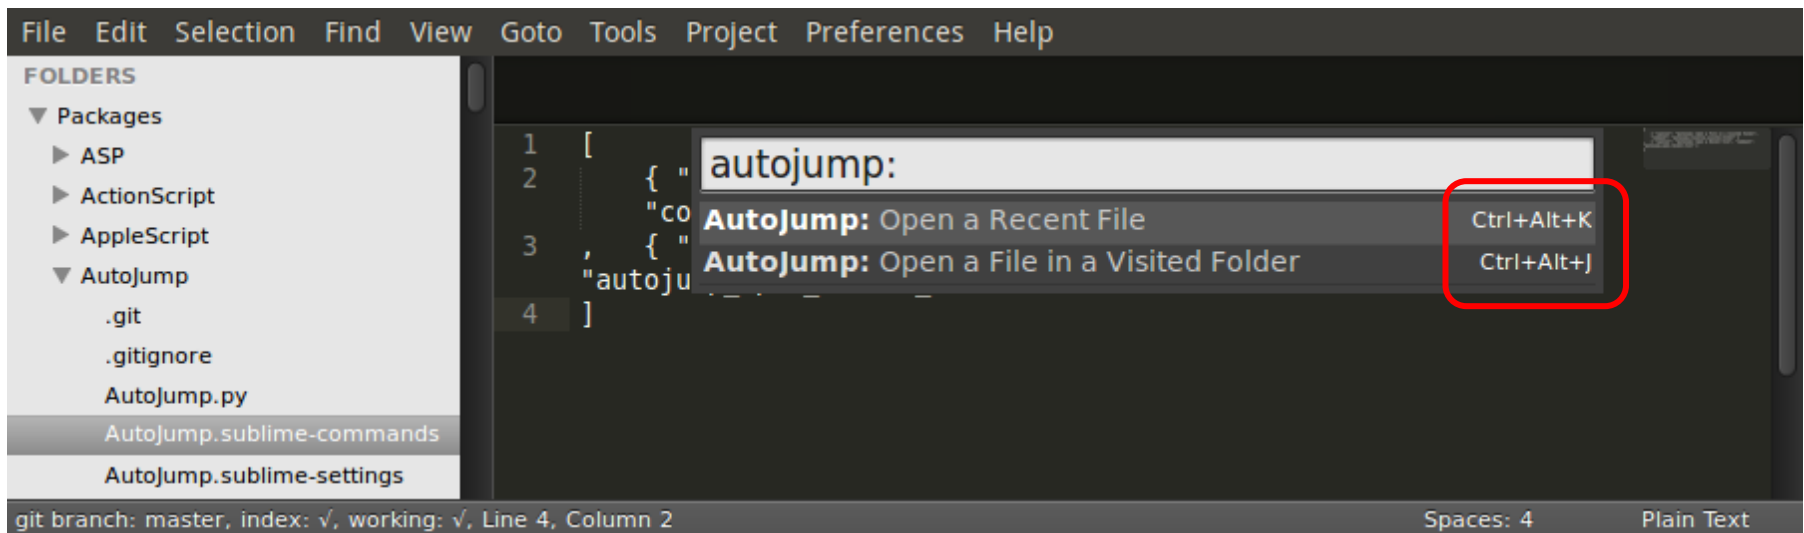 File Edit Selection Find View Goto Tools Project Preferences Help
FOLDERS
Packages
ASP
ActionScript
AppleScript
AutoJump
.git
.gitignore
AutoJump.py
AutoJump.sublime-commands
AutoJump.sublime-settings
1 [
2 { "
"co
3 , { "
"autoju
4 ]
autojump:
AutoJump: Open a Recent File Ctrl+Alt+K
AutoJump: Open a File in a Visited Folder Ctrl+Alt+J
git branch: master, index: √, working: √, Line 4, Column 2 Spaces: 4 Plain Text